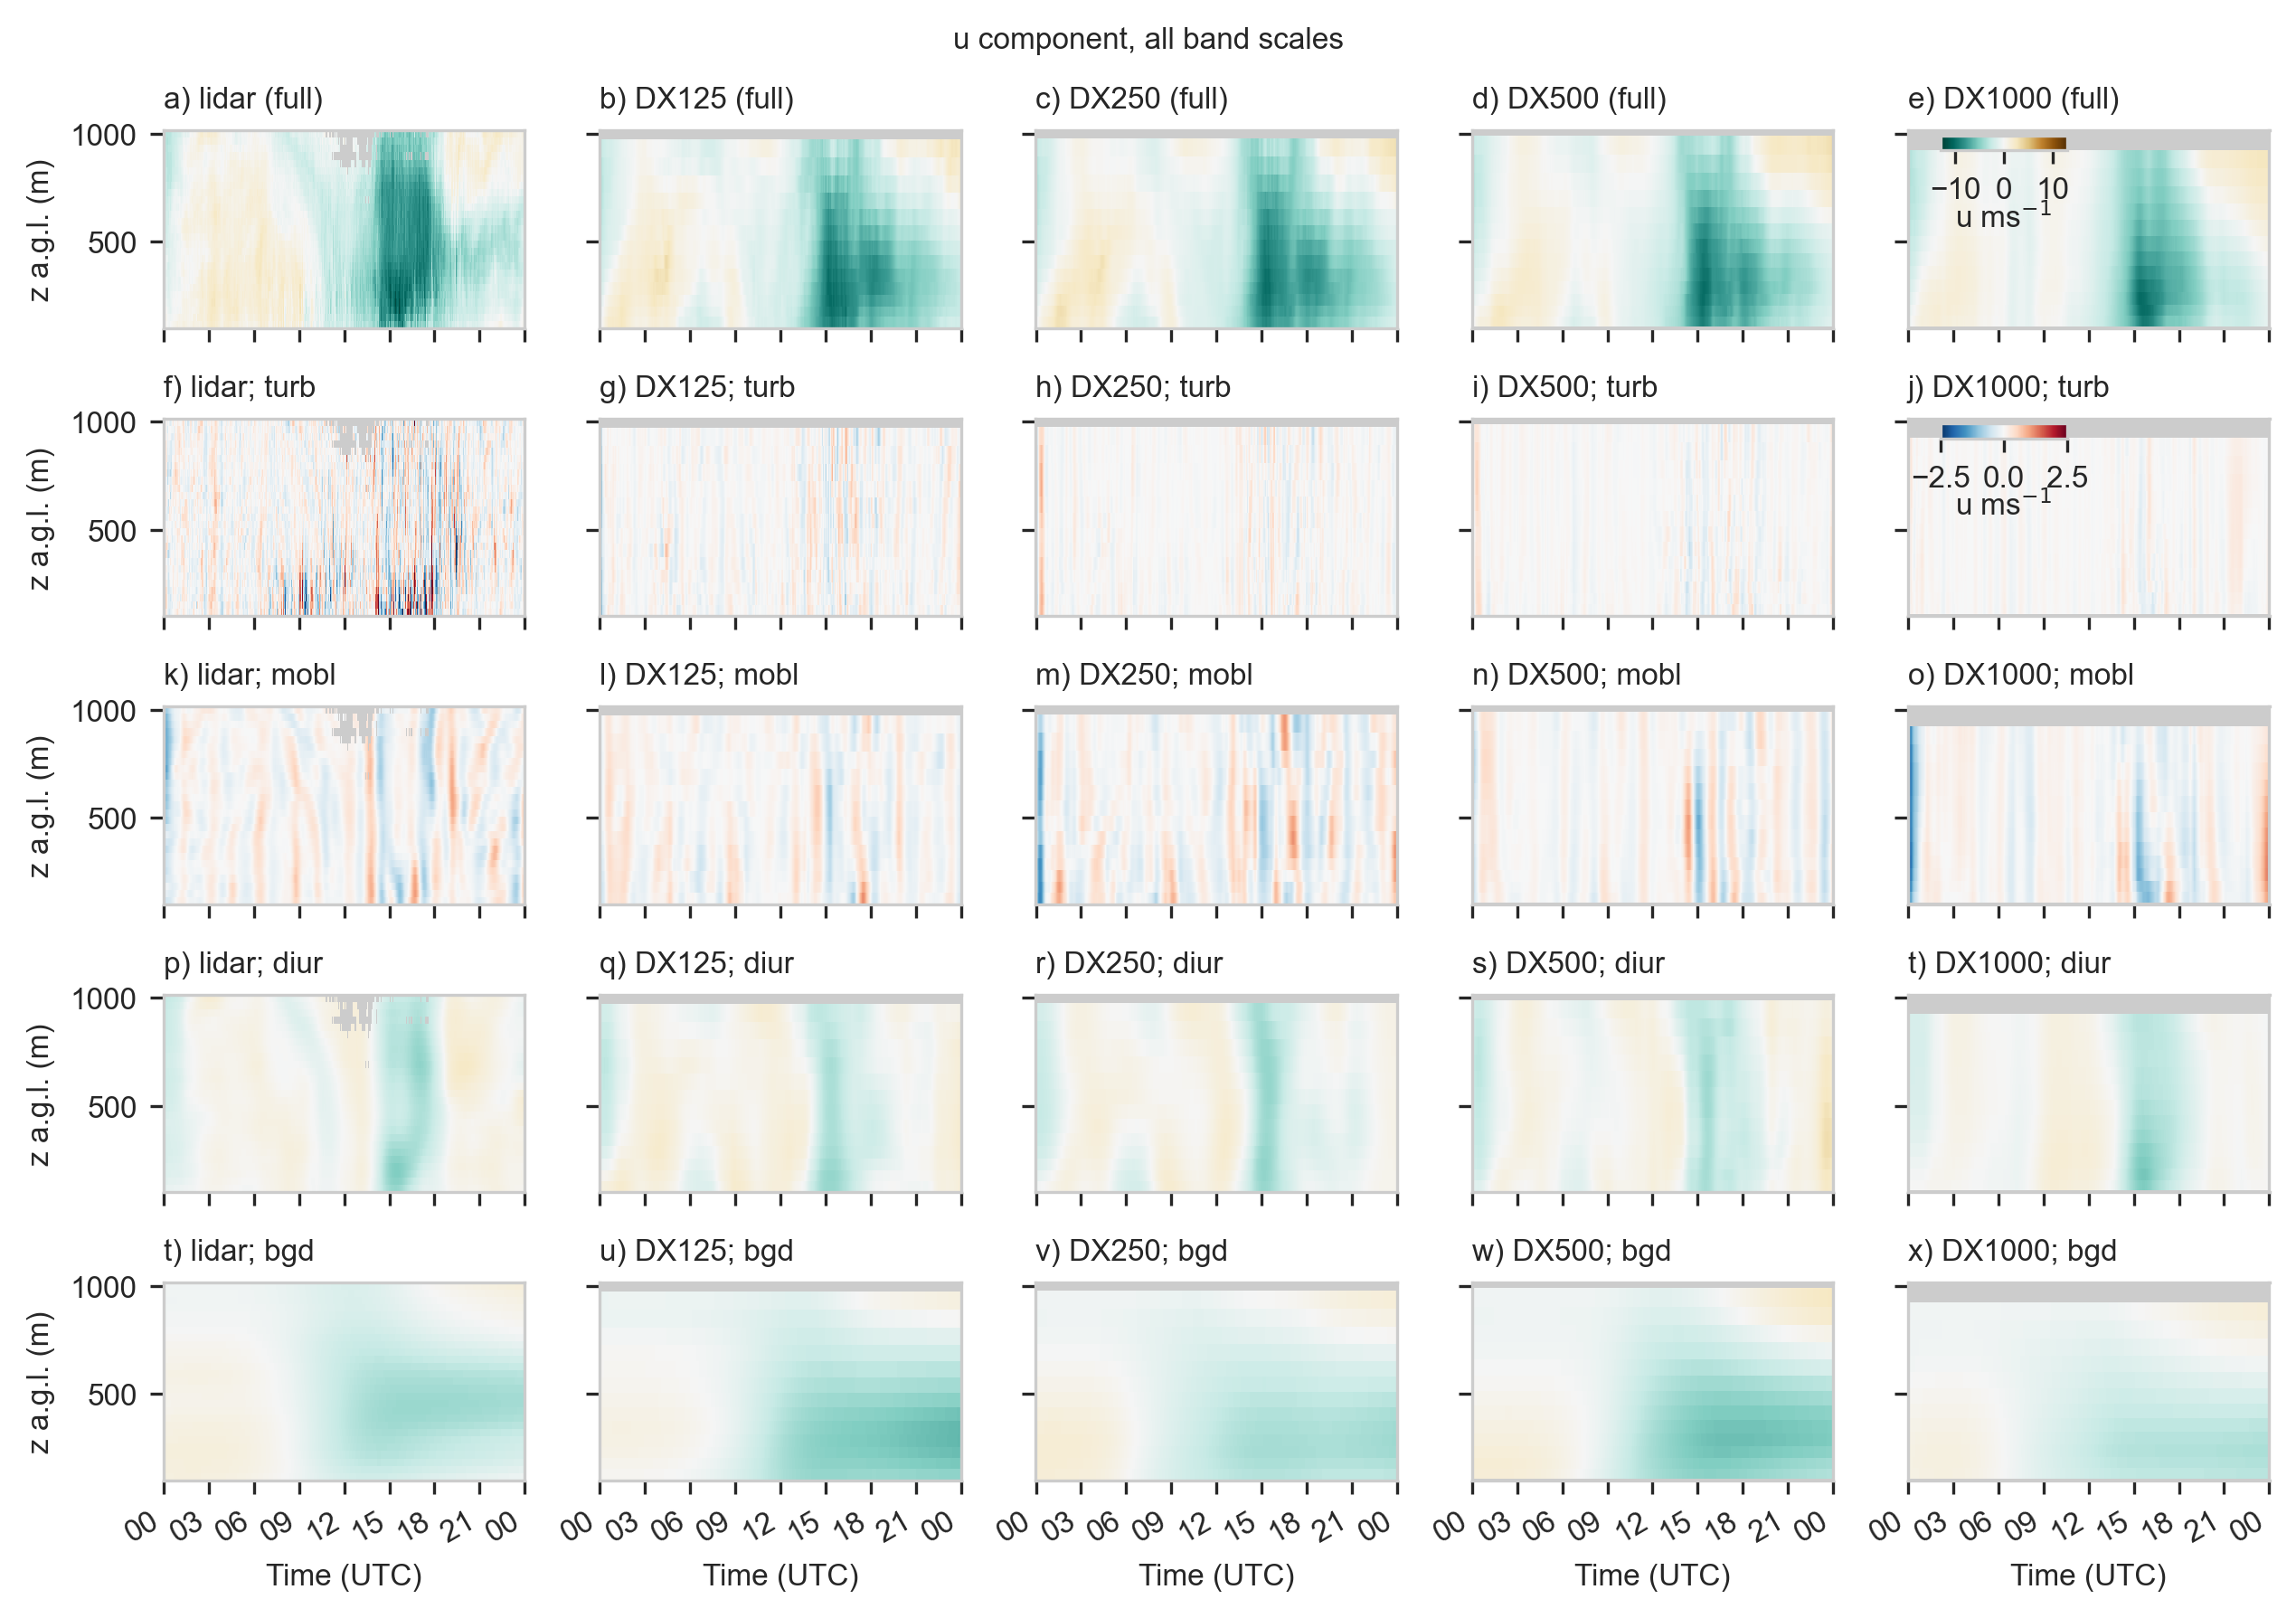 u component, all band scales
a) lidar (full)
b) DX125 (full)
c) DX250 (full)
d) DX500 (full)
e) DX1000 (full)
1000
500
z a.g.l. (m)
−10 0 10
u ms⁻¹
f) lidar; turb
g) DX125; turb
h) DX250; turb
i) DX500; turb
j) DX1000; turb
1000
500
z a.g.l. (m)
−2.5 0.0 2.5
u ms⁻¹
k) lidar; mobl
l) DX125; mobl
m) DX250; mobl
n) DX500; mobl
o) DX1000; mobl
1000
500
z a.g.l. (m)
p) lidar; diur
q) DX125; diur
r) DX250; diur
s) DX500; diur
t) DX1000; diur
1000
500
z a.g.l. (m)
t) lidar; bgd
u) DX125; bgd
v) DX250; bgd
w) DX500; bgd
x) DX1000; bgd
1000
500
z a.g.l. (m)
00 03 06 09 12 15 18 21 00
00 03 06 09 12 15 18 21 00
00 03 06 09 12 15 18 21 00
00 03 06 09 12 15 18 21 00
00 03 06 09 12 15 18 21 00
Time (UTC)
Time (UTC)
Time (UTC)
Time (UTC)
Time (UTC)